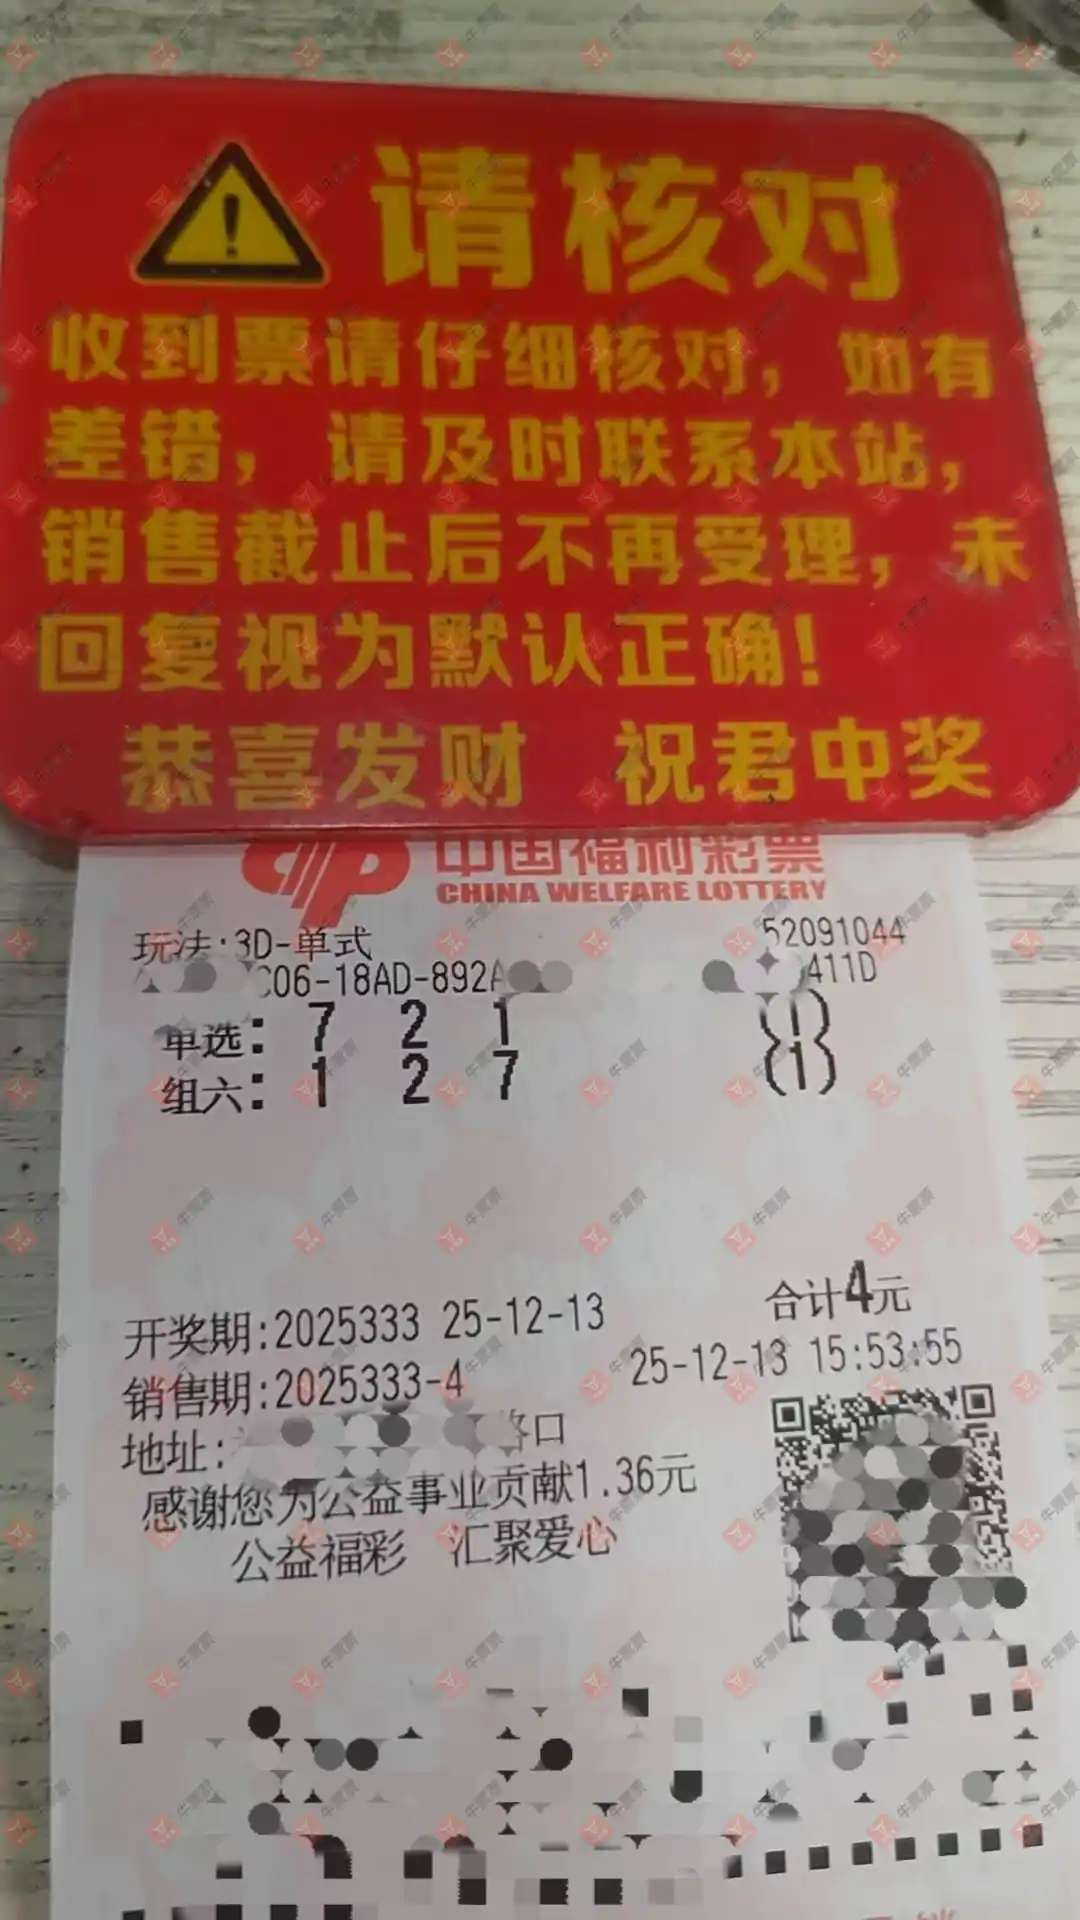 请核对
收到票请仔细核对，如有
差错，请及时联系本站，
销售截止后不再受理，未
回复视为默认正确！
恭喜发财 祝君中奖
中国福利彩票
CHINA WELFARE LOTTERY
玩法:3D-单式 52091044
C06-18AD-892A 411D
单选: 7 2 1 (1)
组六: 1 2 7 (1)
合计4元
开奖期:2025333 25-12-13
销售期:2025333-4 25-12-13 15:53:55
地址: 路口
感谢您为公益事业贡献1.36元
公益福彩 汇聚爱心
牛票票